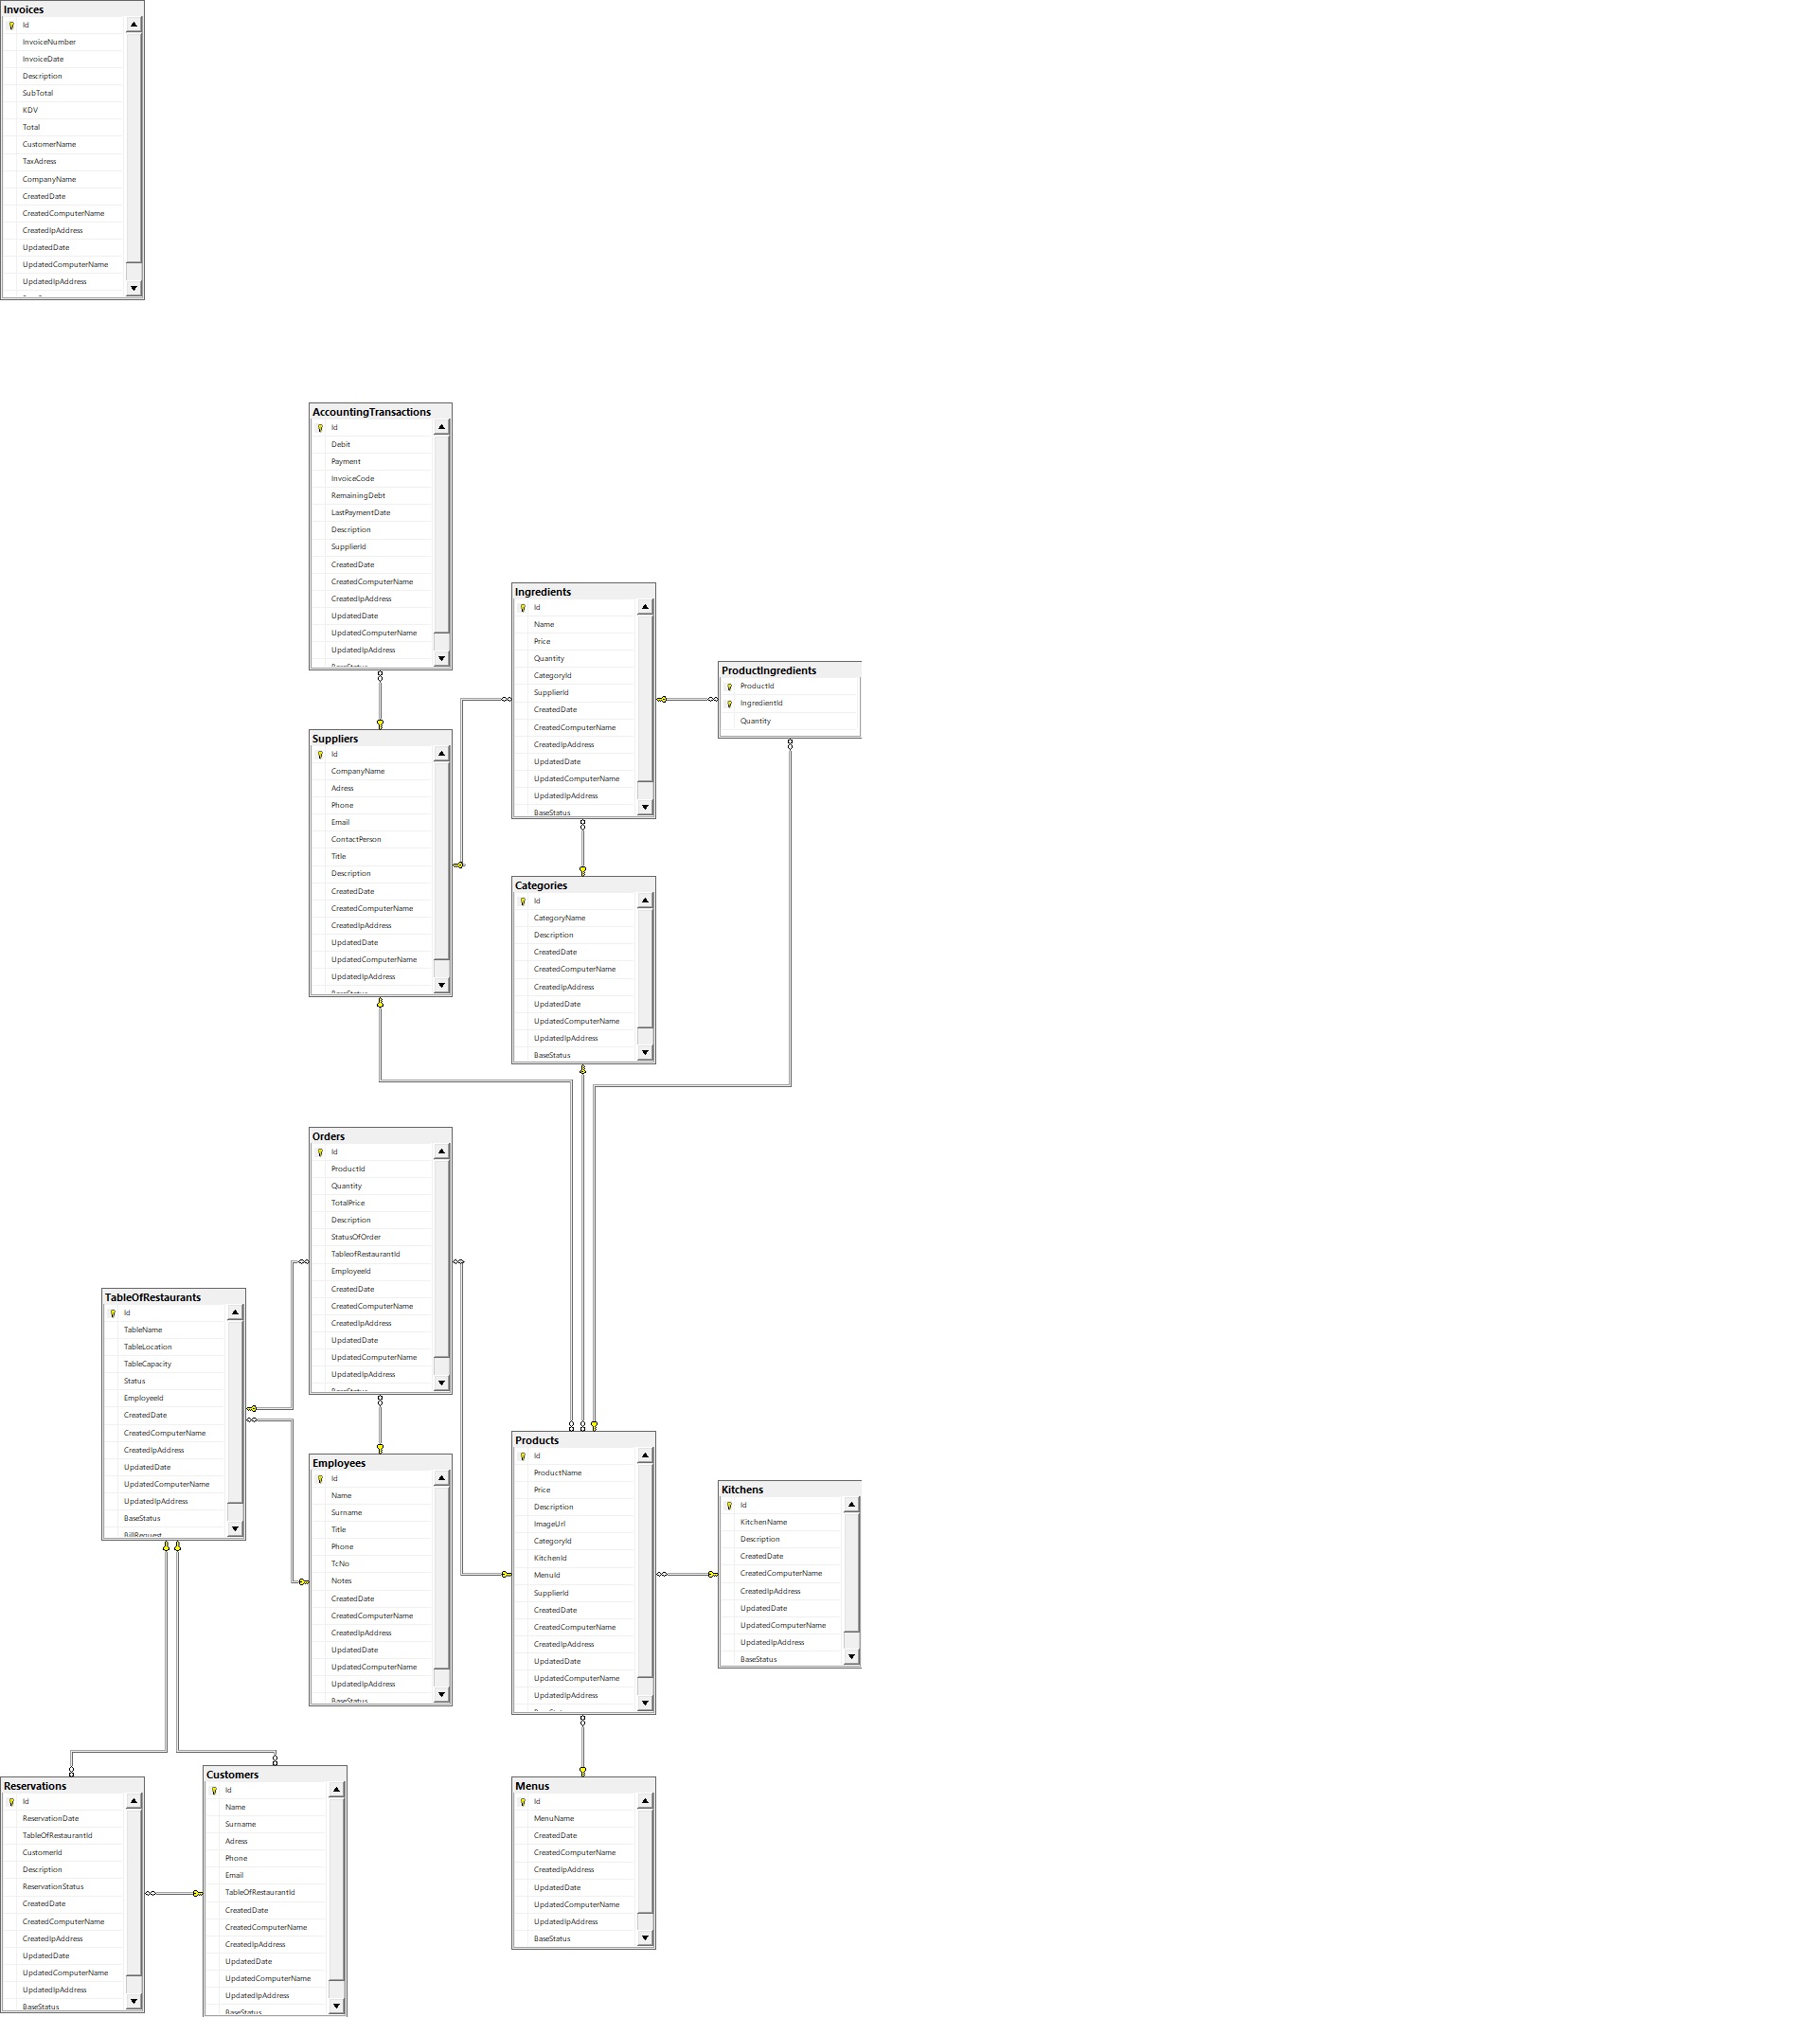 Invoices
Id
InvoiceNumber
InvoiceDate
Description
SubTotal
KDV
Total
CustomerName
TaxAdress
CompanyName
CreatedDate
CreatedComputerName
CreatedIpAddress
UpdatedDate
UpdatedComputerName
UpdatedIpAddress
AccountingTransactions
Id
Debit
Payment
InvoiceCode
RemainingDebt
LastPaymentDate
Description
SupplierId
CreatedDate
CreatedComputerName
CreatedIpAddress
UpdatedDate
UpdatedComputerName
UpdatedIpAddress
BaseStatus
Ingredients
Id
Name
Price
Quantity
CategoryId
SupplierId
CreatedDate
CreatedComputerName
CreatedIpAddress
UpdatedDate
UpdatedComputerName
UpdatedIpAddress
BaseStatus
ProductIngredients
ProductId
IngredientId
Quantity
Suppliers
Id
CompanyName
Adress
Phone
Email
ContactPerson
Title
Description
CreatedDate
CreatedComputerName
CreatedIpAddress
UpdatedDate
UpdatedComputerName
UpdatedIpAddress
Categories
Id
CategoryName
Description
CreatedDate
CreatedComputerName
CreatedIpAddress
UpdatedDate
UpdatedComputerName
UpdatedIpAddress
BaseStatus
Orders
Id
ProductId
Quantity
TotalPrice
Description
StatusOfOrder
TableofRestaurantId
EmployeeId
CreatedDate
CreatedComputerName
CreatedIpAddress
UpdatedDate
UpdatedComputerName
UpdatedIpAddress
TableOfRestaurants
Id
TableName
TableLocation
TableCapacity
Status
EmployeeId
CreatedDate
CreatedComputerName
CreatedIpAddress
UpdatedDate
UpdatedComputerName
UpdatedIpAddress
BaseStatus
BillRequest
Employees
Id
Name
Surname
Title
Phone
TcNo
Notes
CreatedDate
CreatedComputerName
CreatedIpAddress
UpdatedDate
UpdatedComputerName
UpdatedIpAddress
BaseStatus
Products
Id
ProductName
Price
Description
ImageUrl
CategoryId
KitchenId
MenuId
SupplierId
CreatedDate
CreatedComputerName
CreatedIpAddress
UpdatedDate
UpdatedComputerName
UpdatedIpAddress
Kitchens
Id
KitchenName
Description
CreatedDate
CreatedComputerName
CreatedIpAddress
UpdatedDate
UpdatedComputerName
UpdatedIpAddress
BaseStatus
Reservations
Id
ReservationDate
TableOfRestaurantId
CustomerId
Description
ReservationStatus
CreatedDate
CreatedComputerName
CreatedIpAddress
UpdatedDate
UpdatedComputerName
UpdatedIpAddress
BaseStatus
Customers
Id
Name
Surname
Adress
Phone
Email
TableOfRestaurantId
CreatedDate
CreatedComputerName
CreatedIpAddress
UpdatedDate
UpdatedComputerName
UpdatedIpAddress
BaseStatus
Menus
Id
MenuName
CreatedDate
CreatedComputerName
CreatedIpAddress
UpdatedDate
UpdatedComputerName
UpdatedIpAddress
BaseStatus